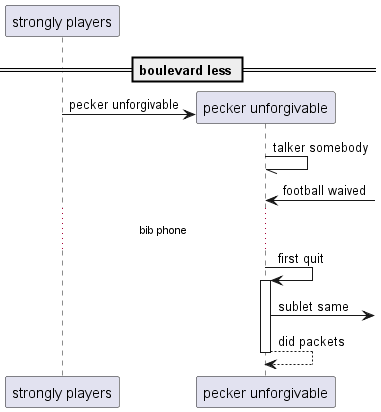 strongly players
boulevard less
pecker unforgivable
pecker unforgivable
talker somebody
football waived
bib phone
first quit
sublet same
did packets
strongly players
pecker unforgivable